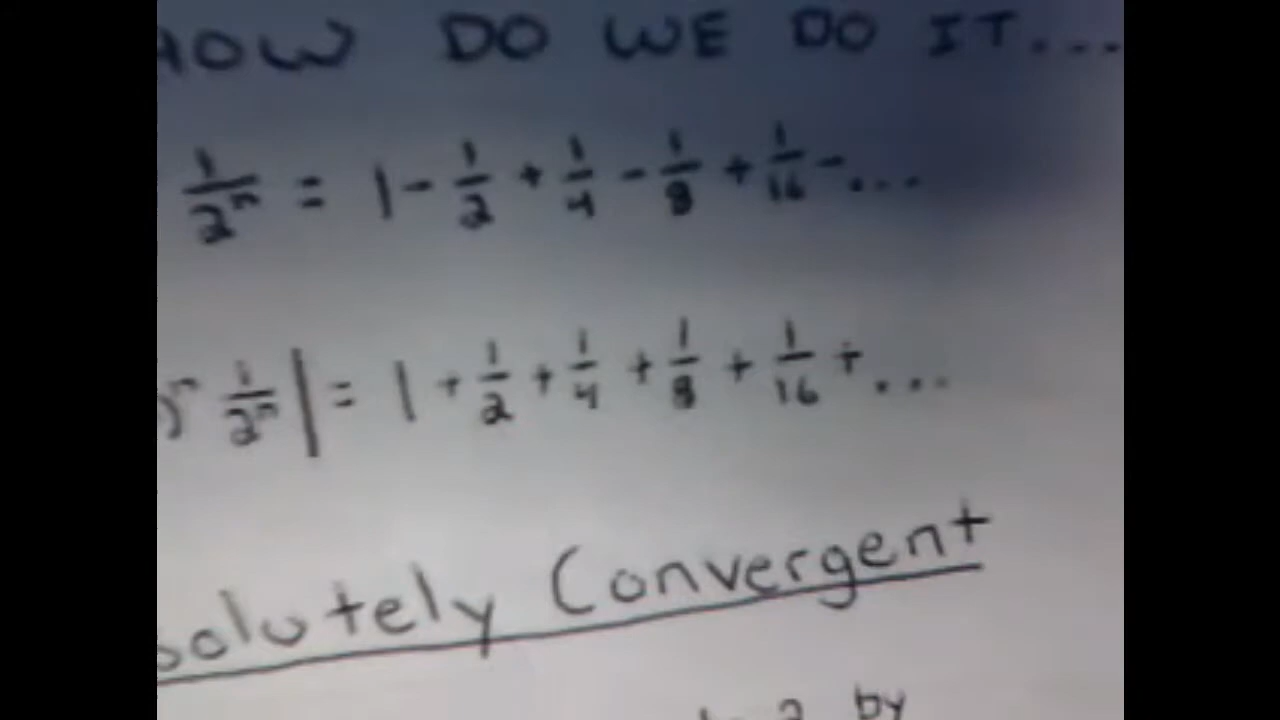 HOW DO WE DO IT...
1/2ⁿ = 1 - 1/2 + 1/4 - 1/8 + 1/16 - ...
)ⁿ 1/2ⁿ| = 1 + 1/2 + 1/4 + 1/8 + 1/16 + ...
solutely Convergent
2 by